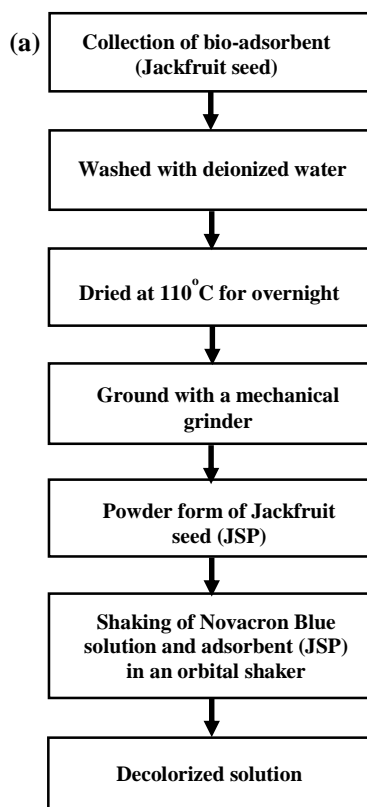 (a)
Collection of bio-adsorbent
(Jackfruit seed)
Washed with deionized water
Dried at 110°C for overnight
Ground with a mechanical
grinder
Powder form of Jackfruit
seed (JSP)
Shaking of Novacron Blue
solution and adsorbent (JSP)
in an orbital shaker
Decolorized solution